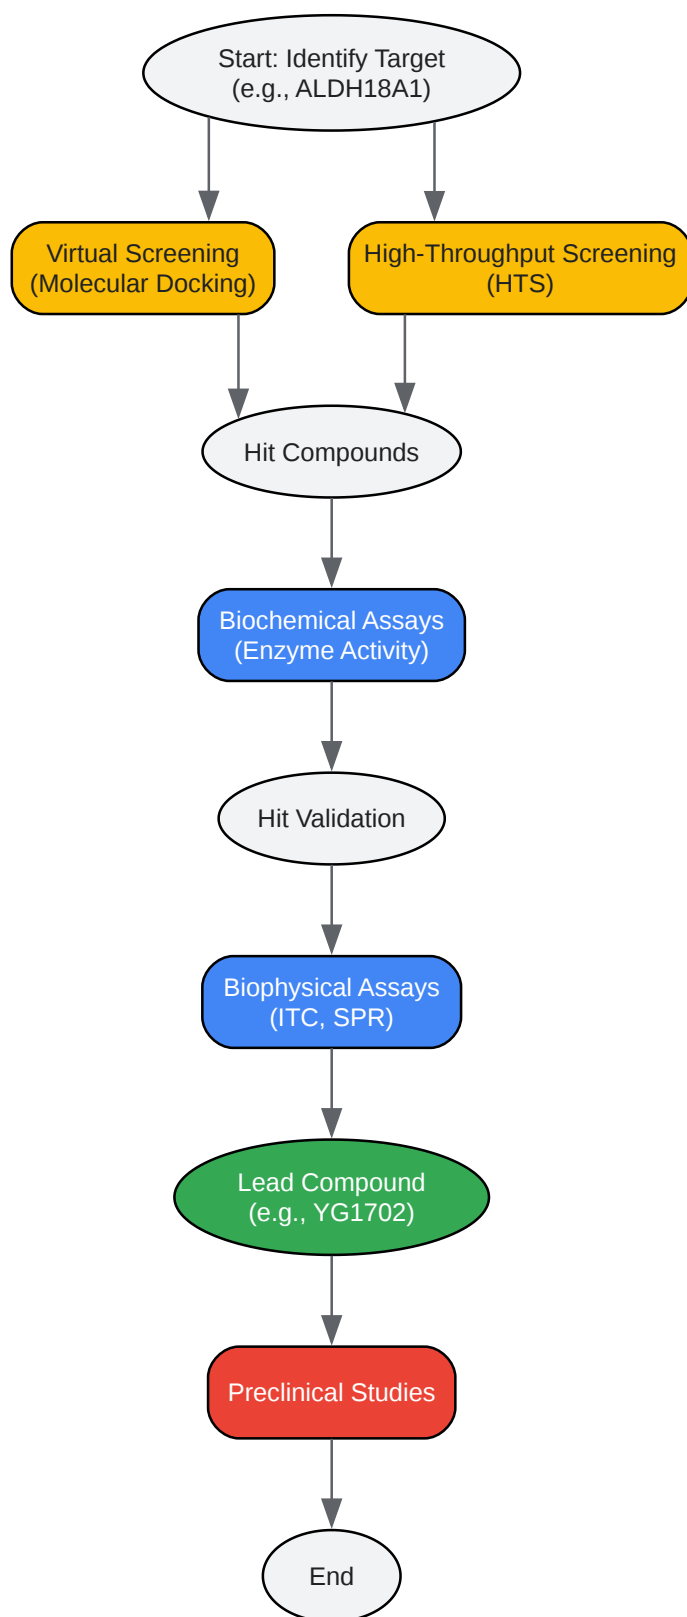 Start: Identify Target
(e.g., ALDH18A1)
Virtual Screening
(Molecular Docking)
High-Throughput Screening
(HTS)
Hit Compounds
Biochemical Assays
(Enzyme Activity)
Hit Validation
Biophysical Assays
(ITC, SPR)
Lead Compound
(e.g., YG1702)
Preclinical Studies
End